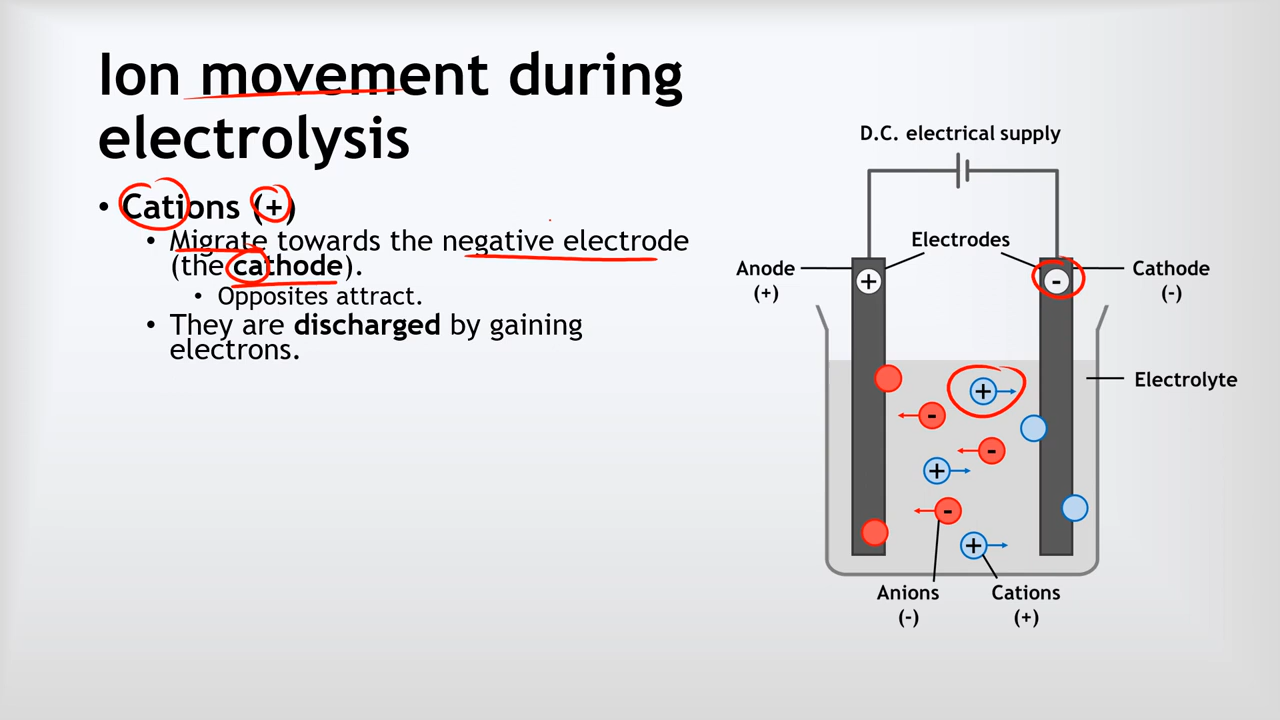 Ion movement during
electrolysis
• Cations (+)
• Migrate towards the negative electrode
(the cathode).
• Opposites attract.
• They are discharged by gaining
electrons.
D.C. electrical supply
Electrodes
Anode
(+)
+
-
Cathode
(-)
Electrolyte
+
-
-
+
-
+
Anions
(-)
Cations
(+)